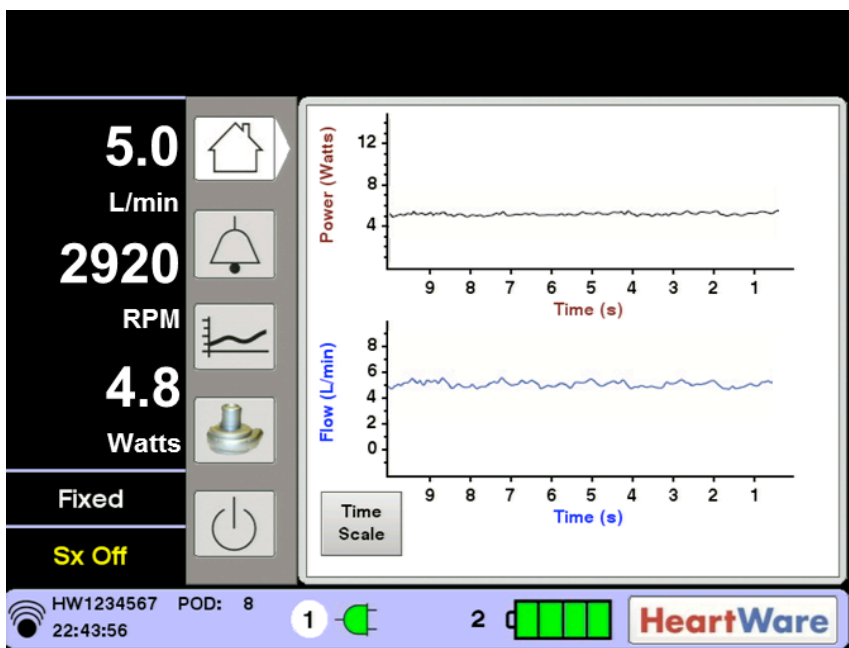 5.0
L/min
2920
RPM
4.8
Watts
Fixed
Sx Off
Power (Watts)
12
8
4
9 8 7 6 5 4 3 2 1
Time (s)
Flow (L/min)
8
6
4
2
0
9 8 7 6 5 4 3 2 1
Time (s)
Time
Scale
HW1234567 POD: 8
22:43:56
1
2
HeartWare